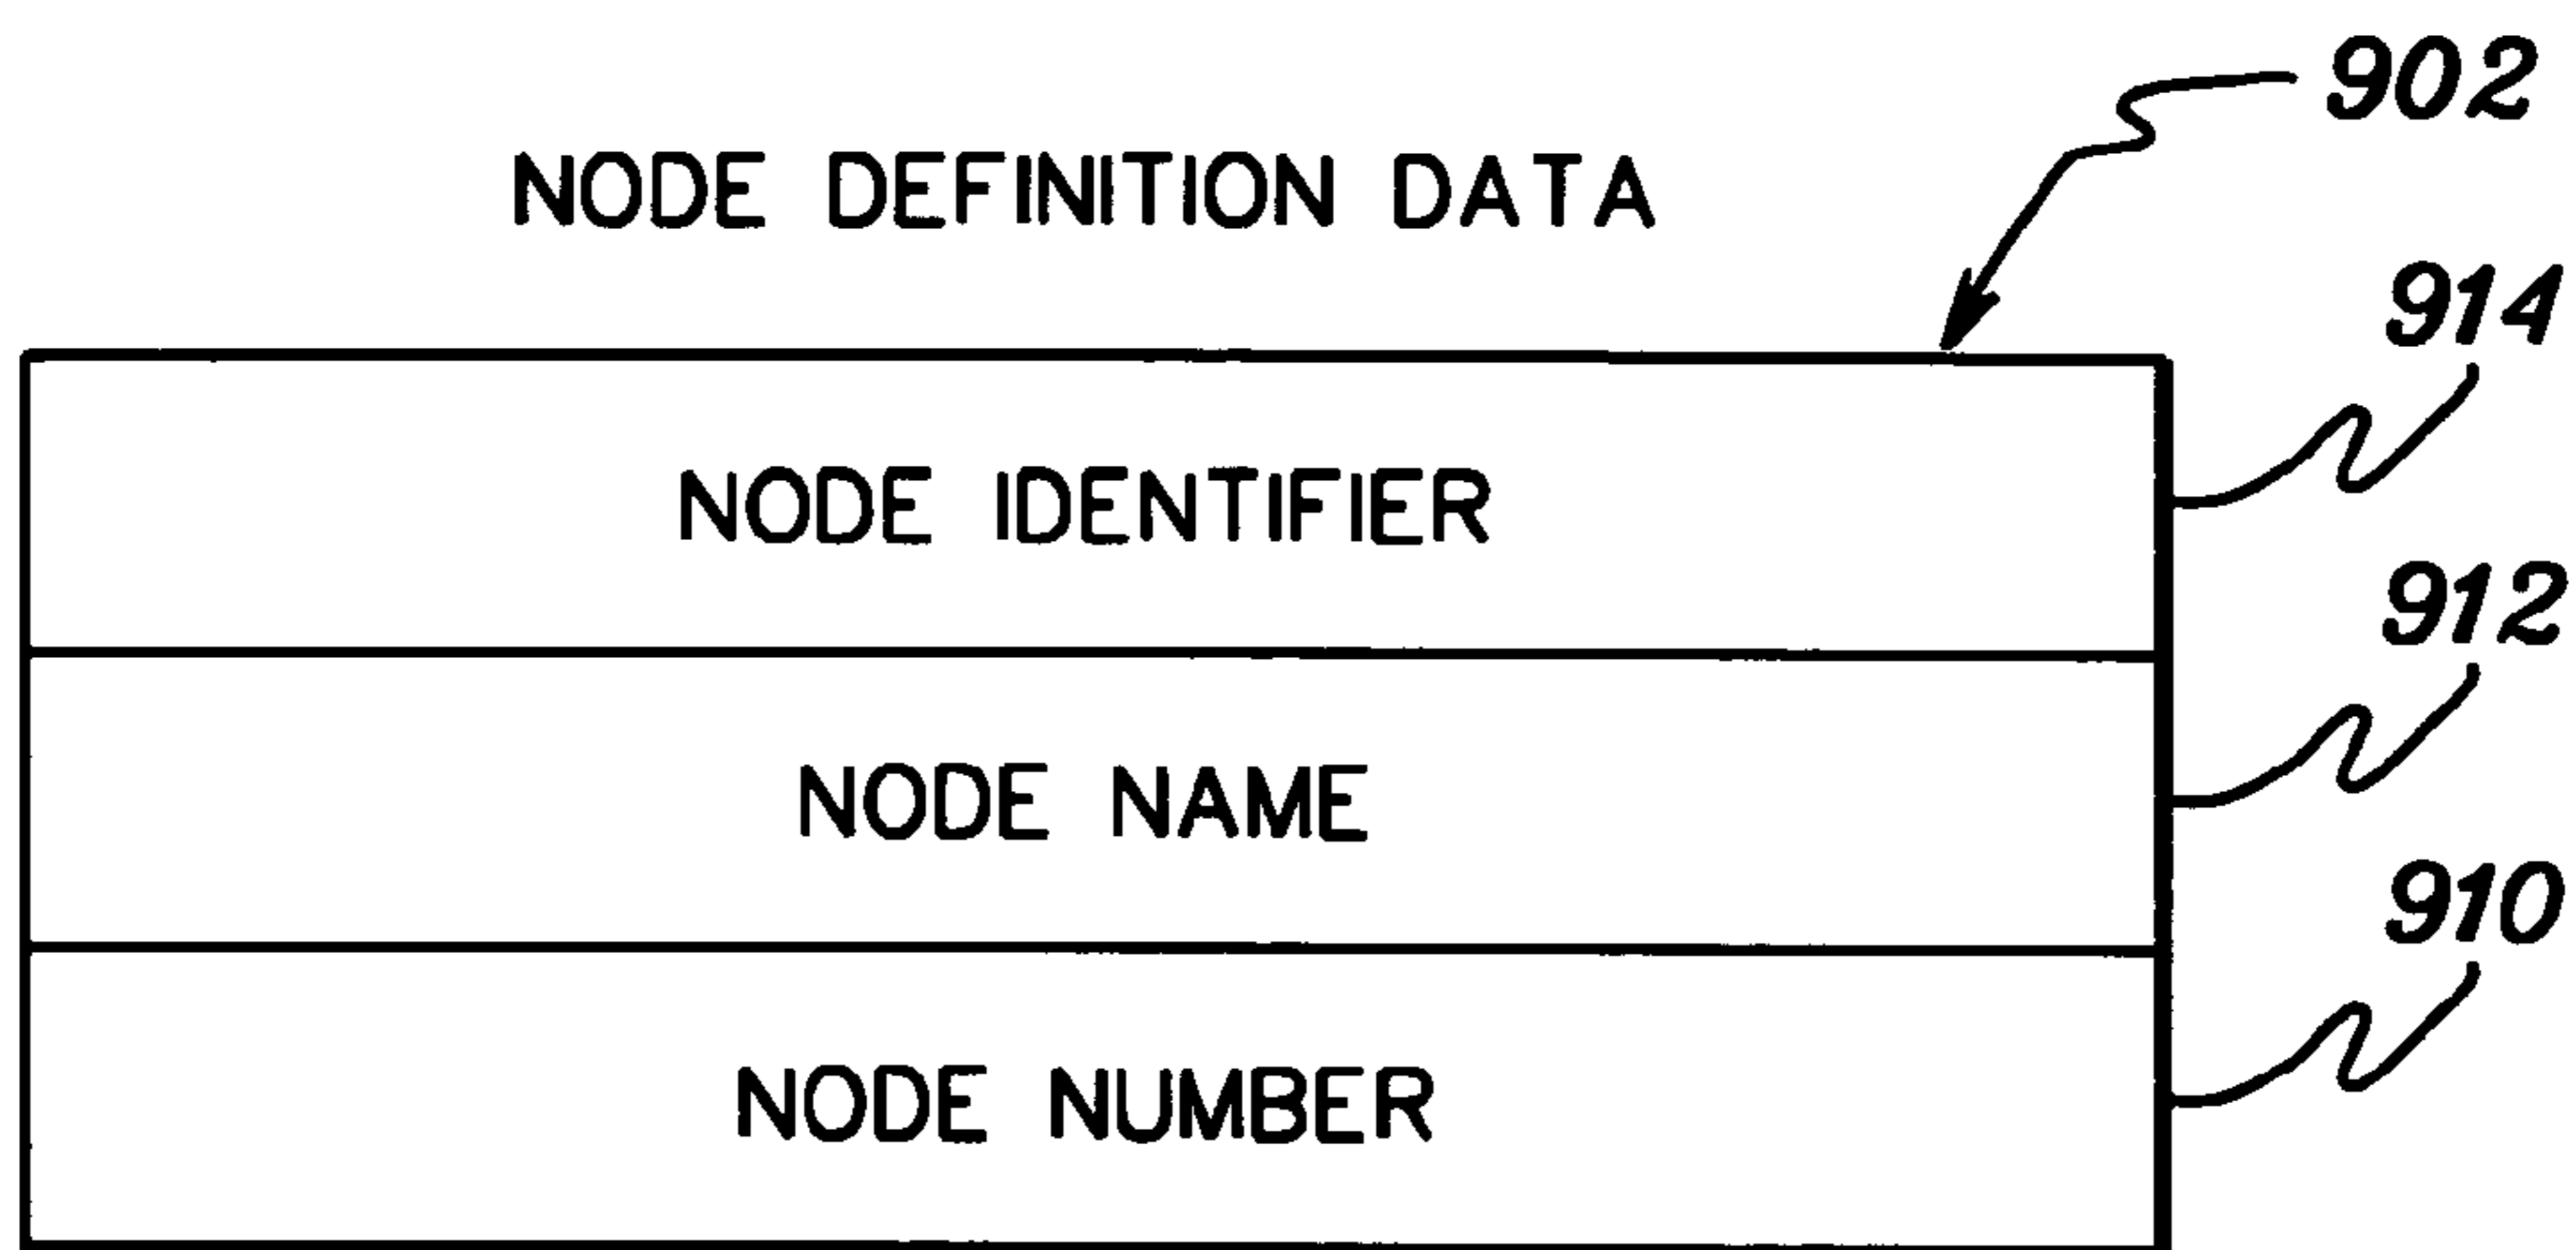 902
NODE DEFINITION DATA
914
NODE IDENTIFIER
912
NODE NAME
910
NODE NUMBER